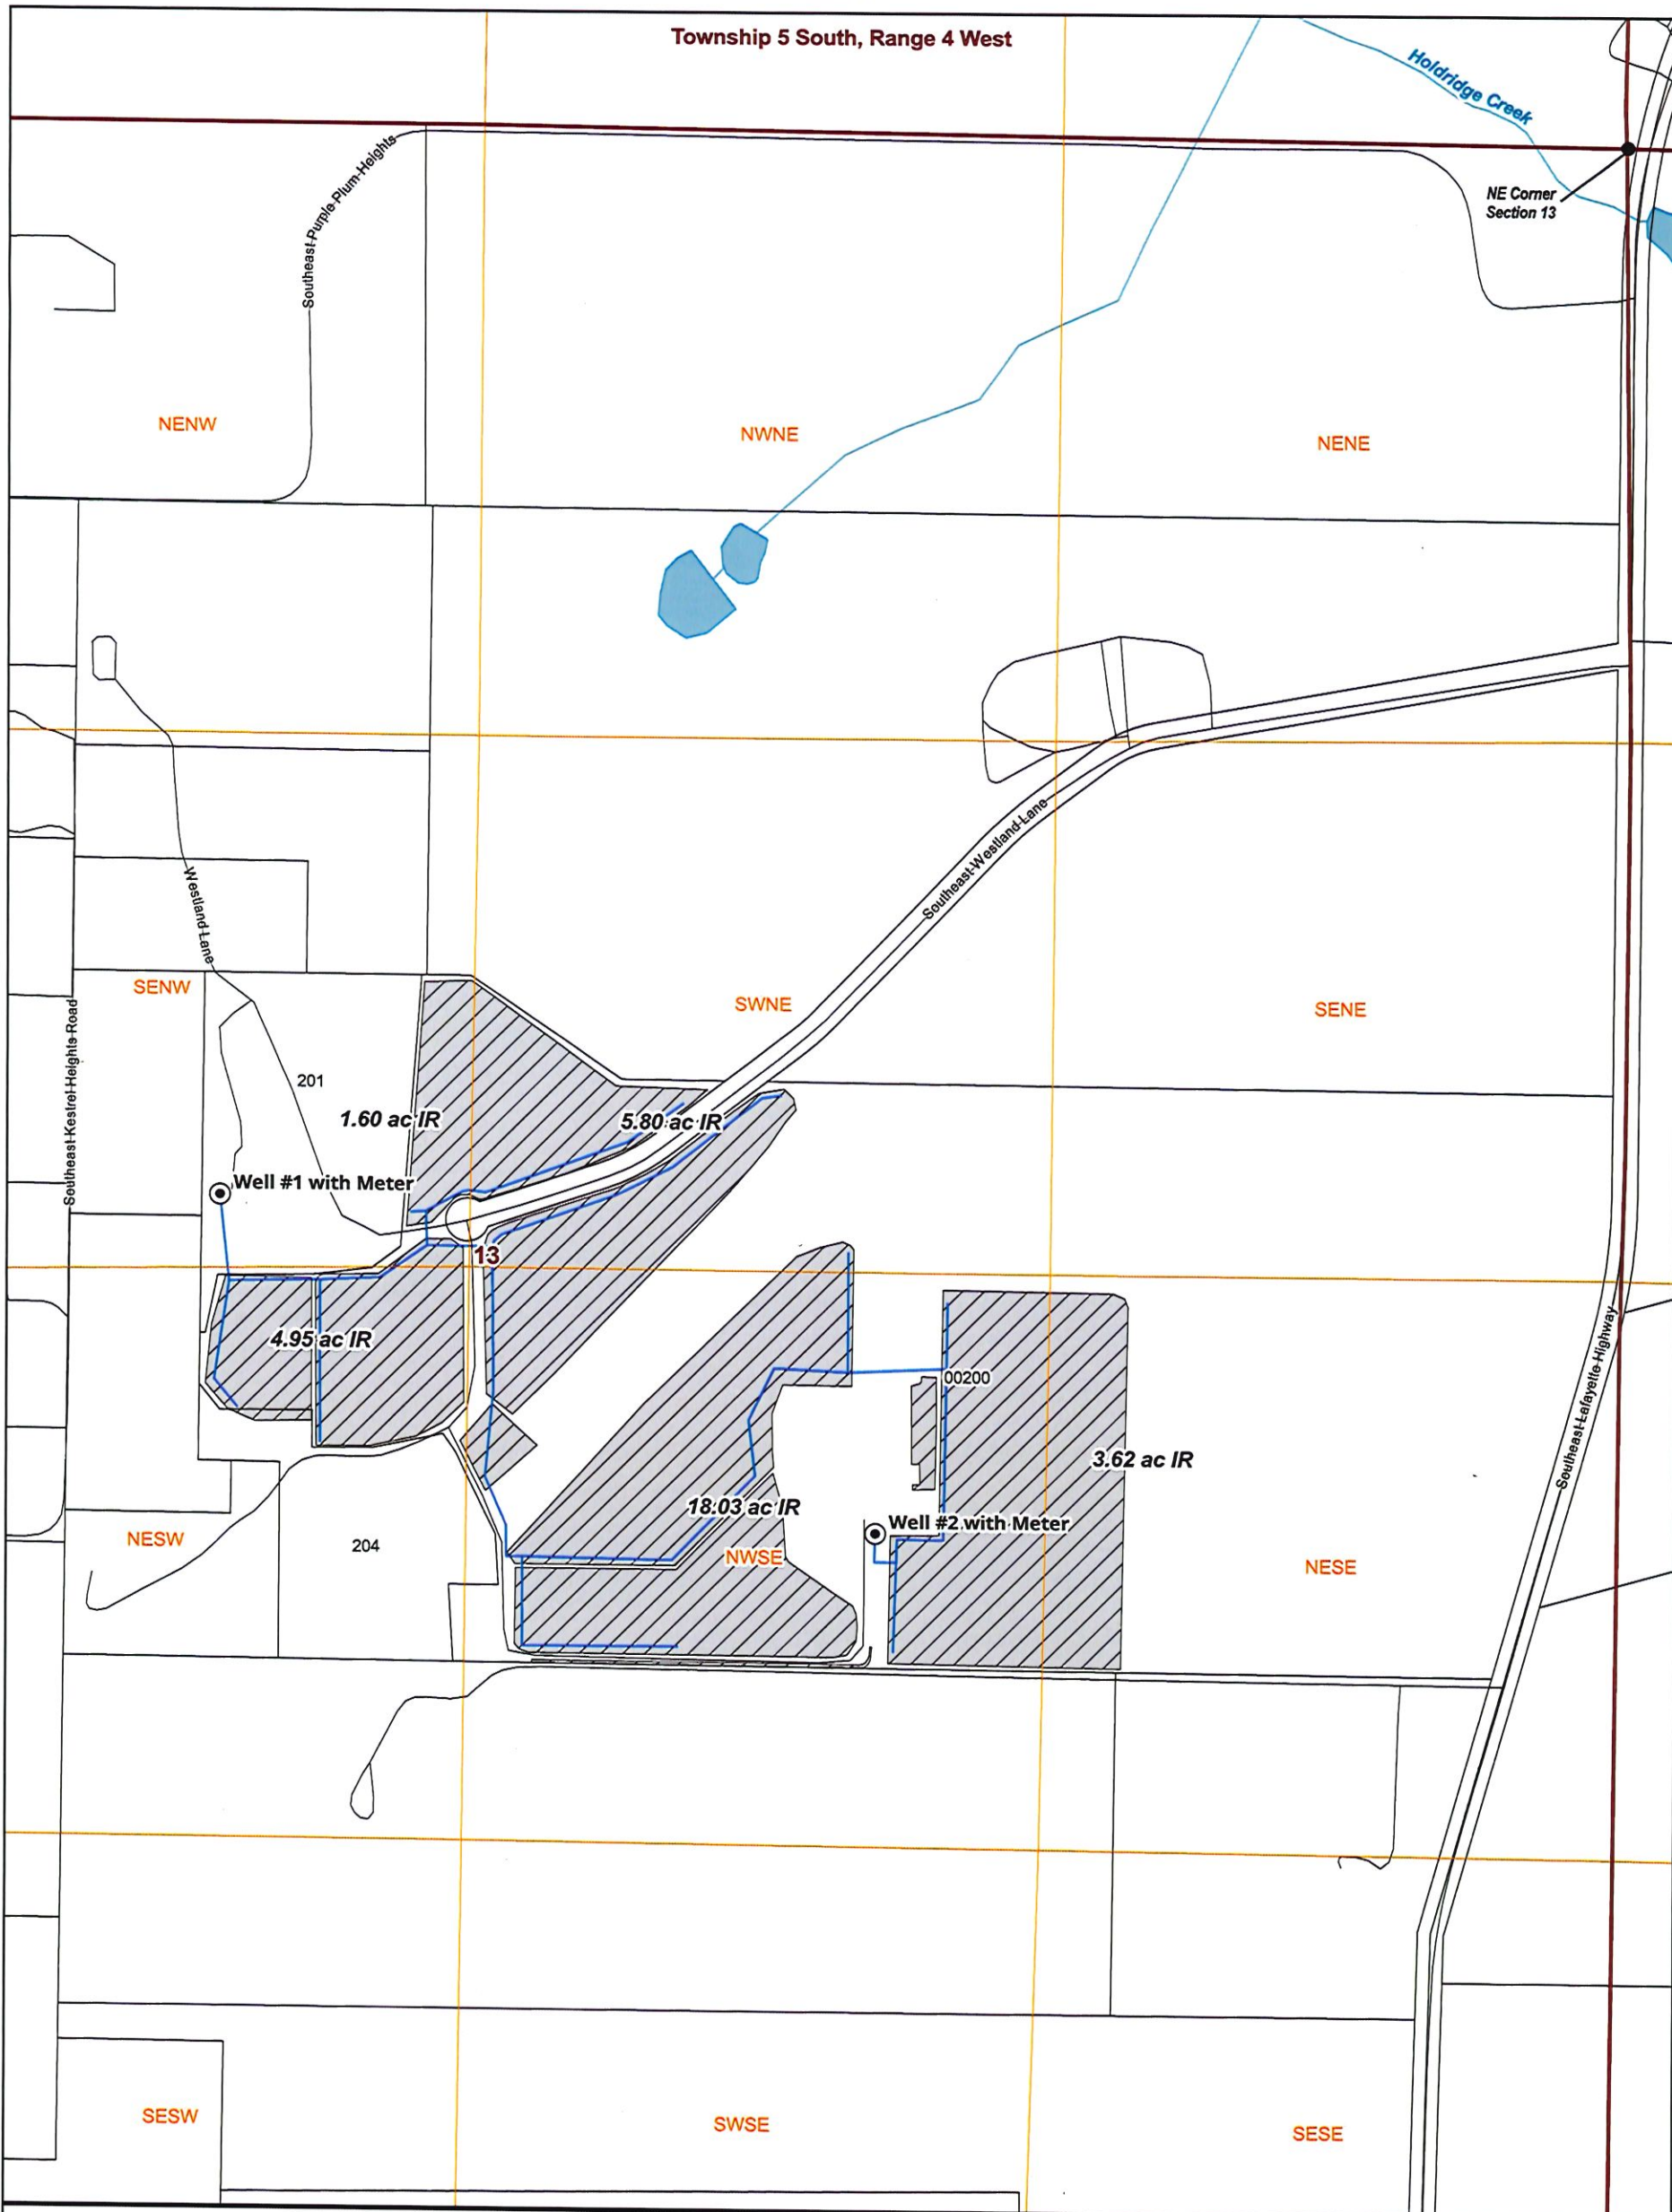 Township 5 South, Range 4 West
Holdridge Creek
NE Corner
Section 13
Southeast Purple Plum Heights
NENW
NWNE
NENE
Southeast Westland Lane
Westland Lane
SENW
SWNE
SENE
Southeast Kestrel Heights Road
201
1.60 ac IR
5.80 ac IR
Well #1 with Meter
13
4.95 ac IR
00200
Southeast Lafayette Highway
3.62 ac IR
18.03 ac IR
Well #2 with Meter
NESW
204
NWSE
NESE
SESW
SWSE
SESE